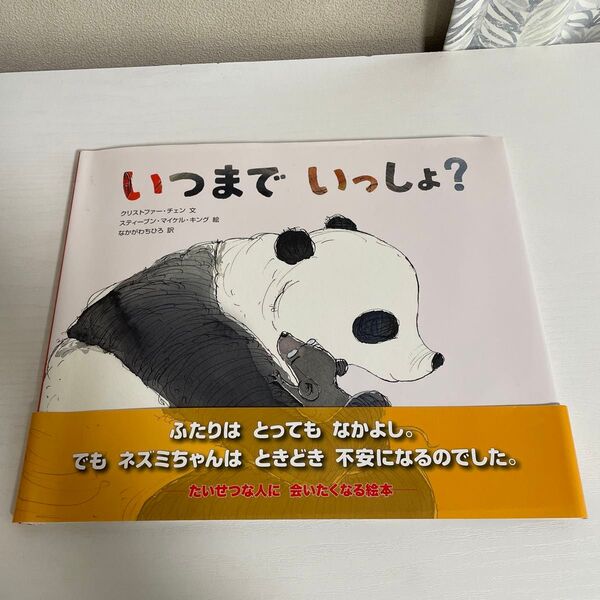 いつまで いっしょ?
クリストファー・チェン 文
スティーブン・マイケル・キング 絵
なかがわちひろ 訳
ふたりは とっても なかよし。
でも ネズミちゃんは ときどき 不安になるのでした。
たいせつな人に 会いたくなる絵本